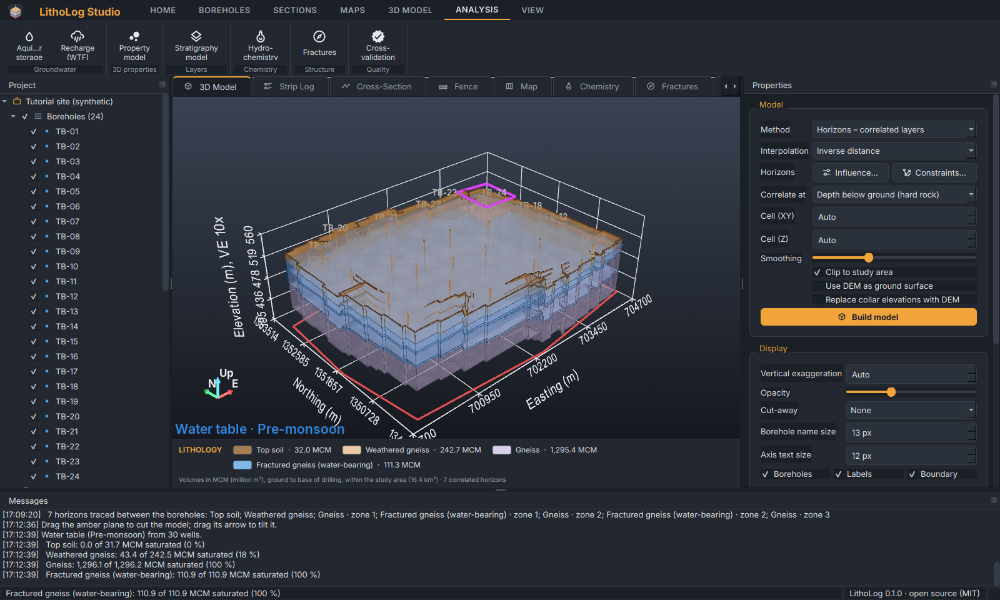 LithoLog Studio
HOME
BOREHOLES
SECTIONS
MAPS
3D MODEL
ANALYSIS
VIEW
Aqui...r storage
Recharge (WTF)
Groundwater
Property model
3D properties
Stratigraphy model
Layers
Hydro-chemistry
Chemistry
Fractures
Structure
Cross-validation
Quality
Project
Tutorial site (synthetic)
Boreholes (24)
TB-01
TB-02
TB-03
TB-04
TB-05
TB-06
TB-07
TB-08
TB-09
TB-10
TB-11
TB-12
TB-13
TB-14
TB-15
TB-16
TB-17
TB-18
TB-19
TB-20
TB-21
TB-22
TB-23
TB-24
3D Model
Strip Log
Cross-Section
Fence
Map
Chemistry
Fractures
TB-23
TB-24
TB-22
TB-18
TB-21
TB-12
TB-20
TB-06
Elevation (m), VE 10x
395 436 478 519 560
1352585
1351657
1350728
Northing (m)
700950
702200
703450
704700
Easting (m)
Up
N
E
Water table · Pre-monsoon
LITHOLOGY
Top soil · 32.0 MCM
Weathered gneiss · 242.7 MCM
Gneiss · 1,295.4 MCM
Fractured gneiss (water-bearing) · 111.3 MCM
Volumes in MCM (million m³), ground to base of drilling, within the study area (16.4 km²) · 7 correlated horizons
Properties
Model
Method
Horizons – correlated layers
Interpolation
Inverse distance
Horizons
Influence...
Constraints...
Correlate at
Depth below ground (hard rock)
Cell (XY)
Auto
Cell (Z)
Auto
Smoothing
Clip to study area
Use DEM as ground surface
Replace collar elevations with DEM
Build model
Display
Vertical exaggeration
Auto
Opacity
Cut-away
None
Borehole name size
13 px
Axis text size
12 px
Boreholes
Labels
Boundary
Messages
[17:09:20] 7 horizons traced between the boreholes: Top soil; Weathered gneiss; Gneiss · zone 1; Fractured gneiss (water-bearing) · zone 1; Gneiss · zone 2; Fractured gneiss (water-bearing) · zone 2; Gneiss · zone 3
[17:12:36] Drag the amber plane to cut the model; drag its arrow to tilt it.
[17:12:39] Water table (Pre-monsoon) from 30 wells.
[17:12:39] Top soil: 0.0 of 31.7 MCM saturated (0 %)
[17:12:39] Weathered gneiss: 43.4 of 242.5 MCM saturated (18 %)
[17:12:39] Gneiss: 1,296.1 of 1,296.2 MCM saturated (100 %)
[17:12:39] Fractured gneiss (water-bearing): 110.9 of 110.9 MCM saturated (100 %)
Fractured gneiss (water-bearing): 110.9 of 110.9 MCM saturated (100 %)
LithoLog 0.1.0 · open source (MIT)